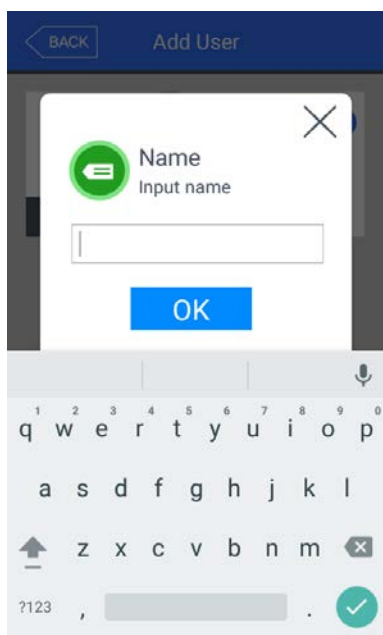 BACK Add User
Name
Input name
OK
1 2 3 4 5 6 7 8 9 0
q w e r t y u i o p
a s d f g h j k l
z x c v b n m
?123 , .